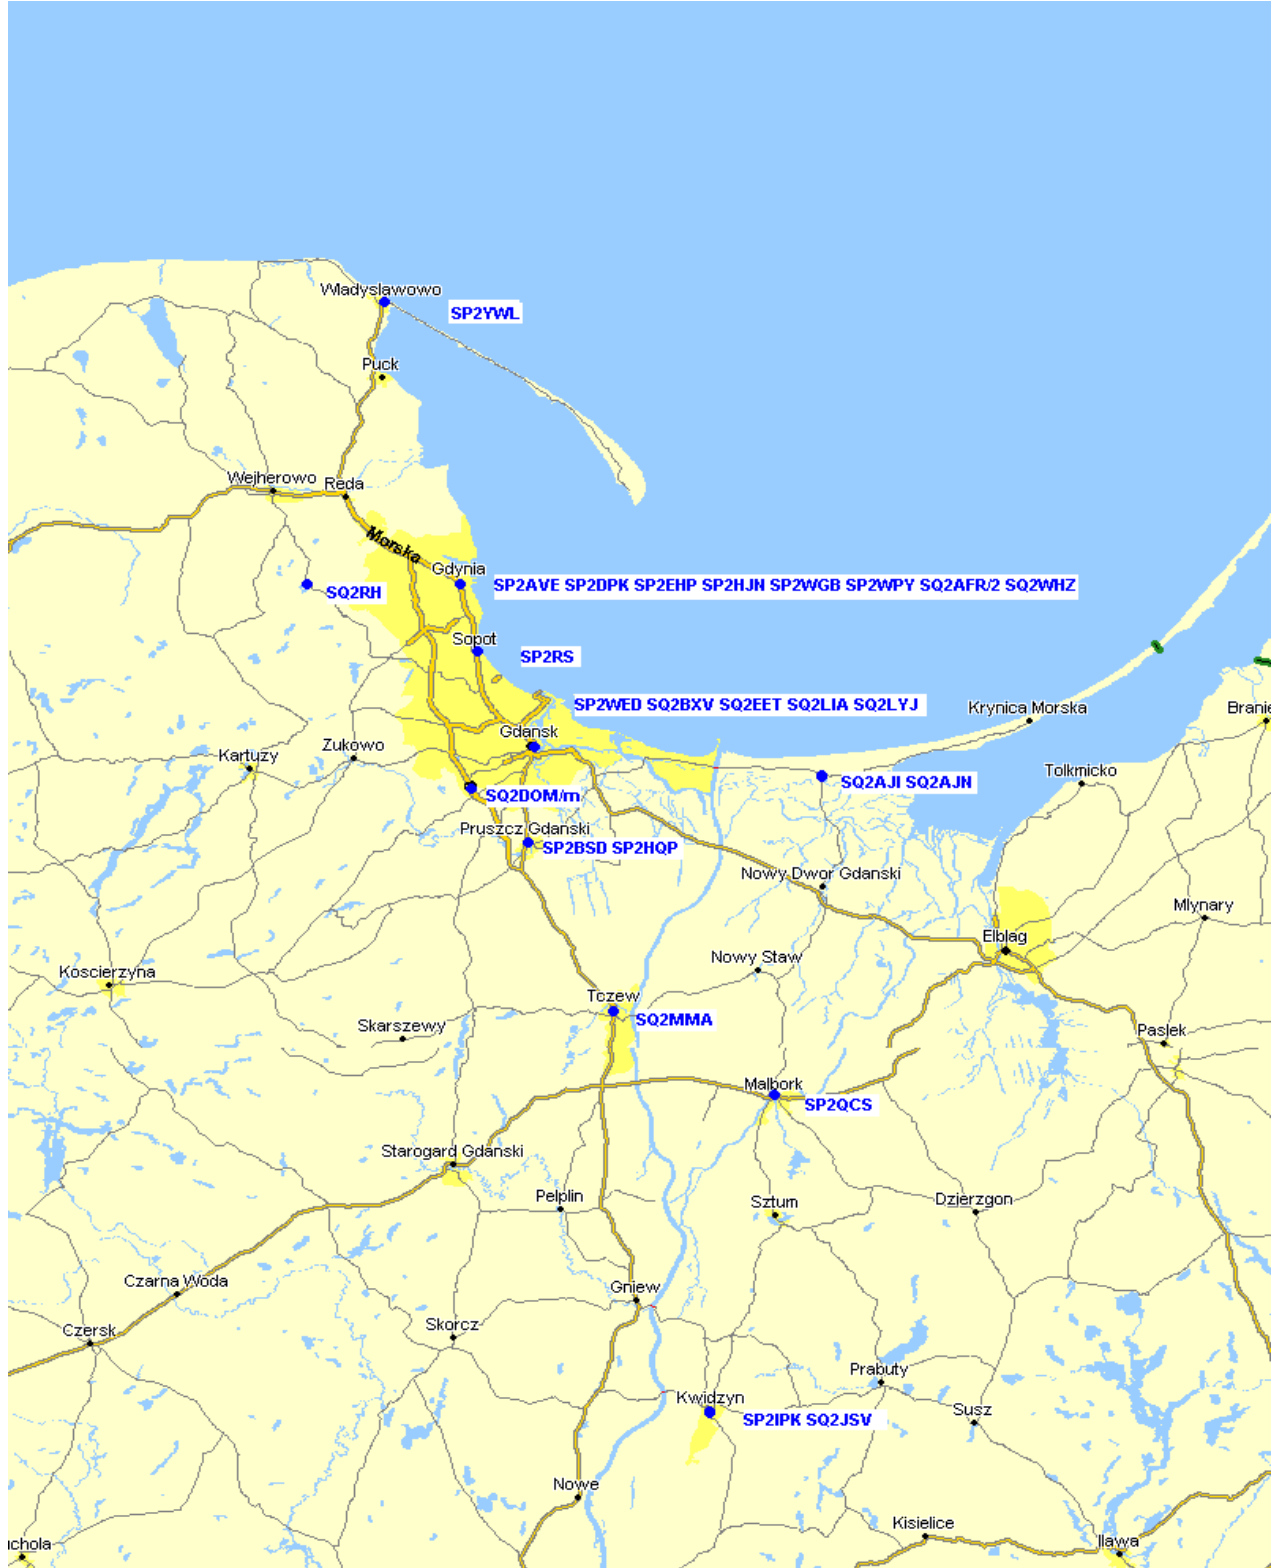 Wladyslawowo
SP2YWL
Puck
Wejherowo
Reda
Morska
Gdynia
SP2AVE SP2DPK SP2EHP SP2HJN SP2WGB SP2WPY SQ2AFR/2 SQ2WHZ
SQ2RH
Sopot
SP2RS
SP2WED SQ2BXV SQ2EET SQ2LIA SQ2LYJ
Krynica Morska
Branie
Gdansk
Zukowo
Kartuzy
Tolkmicko
SQ2AJI SQ2AJN
SQ2DOM/m
Pruszcz Gdanski
SP2BSD SP2HQP
Nowy Dwor Gdanski
Mlynary
Elblag
Nowy Staw
Koscierzyna
Tczew
SQ2MMA
Skarszewy
Paslek
Malbork
SP2QCS
Starogard Gdanski
Pelplin
Sztum
Dzierzgon
Czarna Woda
Gniew
Skorcz
Czersk
Prabuty
Kwidzyn
SP2IPK SQ2JSV
Susz
Nowe
Kisielice
Ilawa
uchola